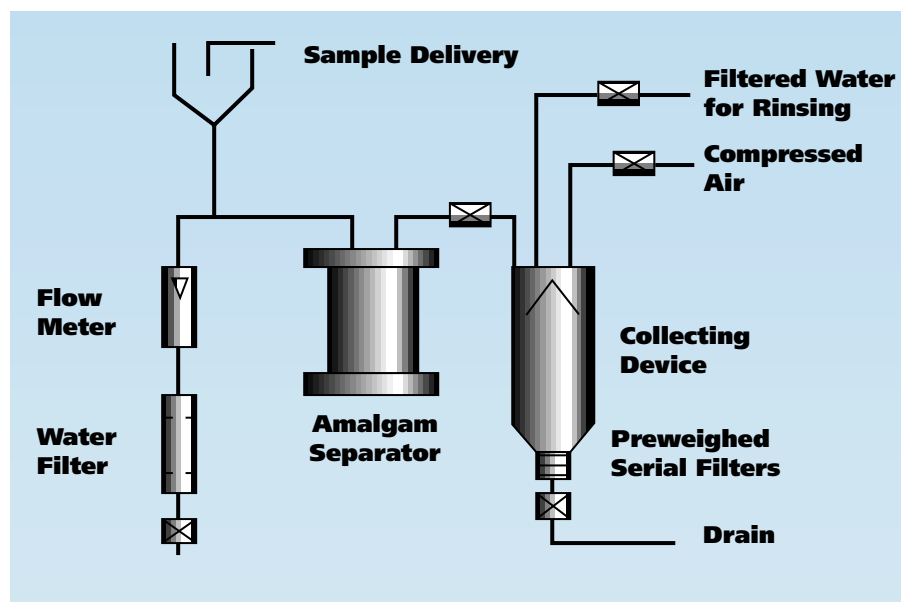 Sample Delivery
Filtered Water
for Rinsing
Compressed
Air
Flow
Meter
Collecting
Device
Amalgam
Separator
Water
Filter
Preweighed
Serial Filters
Drain